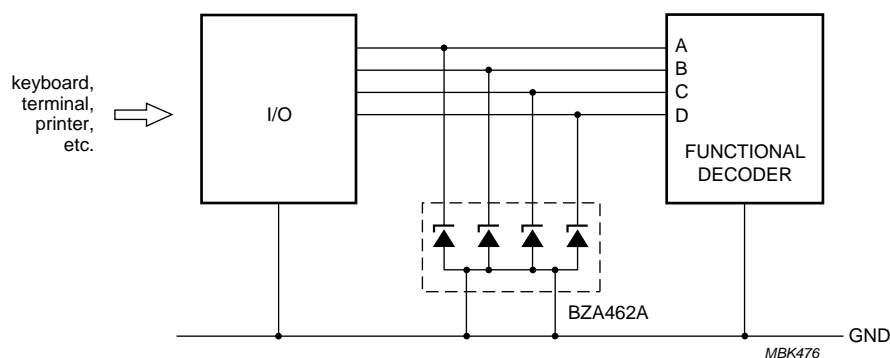 keyboard,
terminal,
printer,
etc.
I/O
A
B
C
D
FUNCTIONAL
DECODER
BZA462A
GND
MBK476